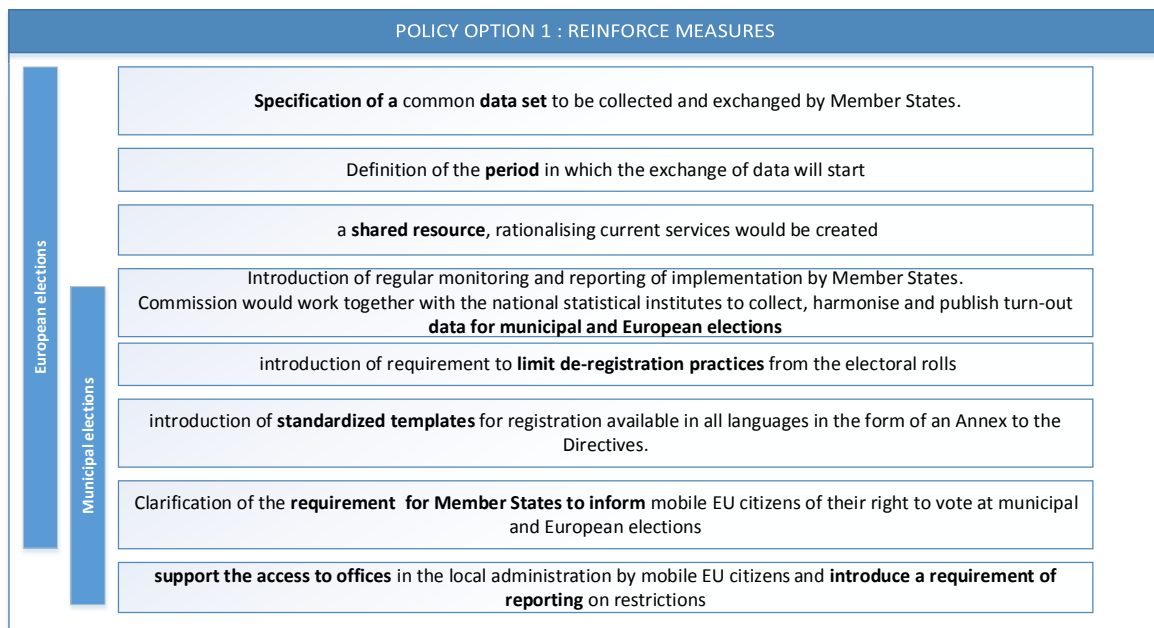 POLICY OPTION 1 : REINFORCE MEASURES
European elections
Municipal elections
Specification of a common data set to be collected and exchanged by Member States.
Definition of the period in which the exchange of data will start
a shared resource, rationalising current services would be created
Introduction of regular monitoring and reporting of implementation by Member States.
Commission would work together with the national statistical institutes to collect, harmonise and publish turn-out
data for municipal and European elections
introduction of requirement to limit de-registration practices from the electoral rolls
introduction of standardized templates for registration available in all languages in the form of an Annex to the
Directives.
Clarification of the requirement for Member States to inform mobile EU citizens of their right to vote at municipal
and European elections
support the access to offices in the local administration by mobile EU citizens and introduce a requirement of
reporting on restrictions